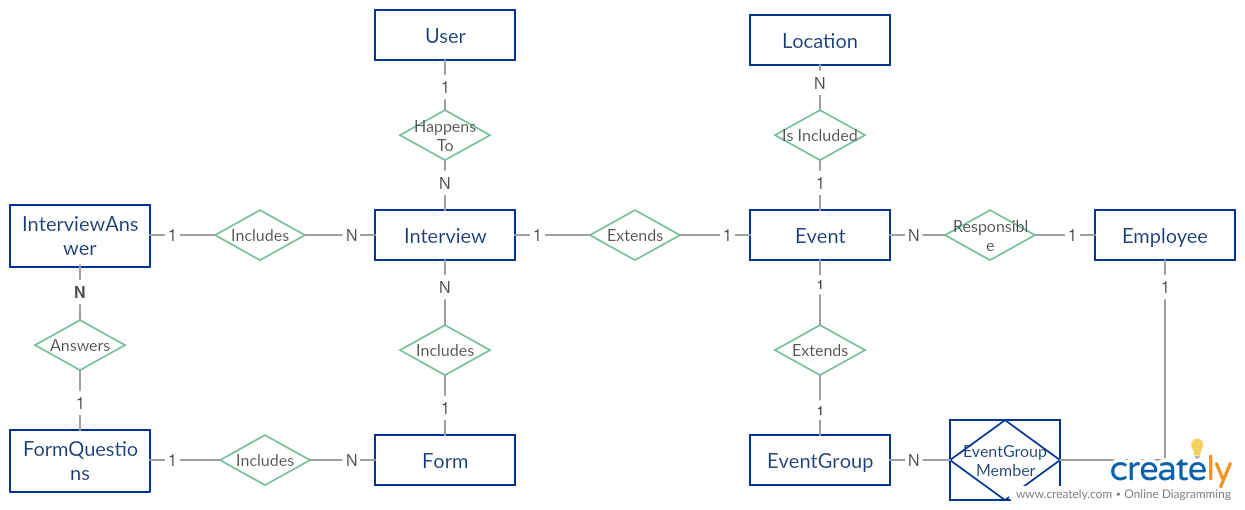 User
Location
1
N
Happens
To
Is Included
N
1
InterviewAns
wer
1
Includes
N
Interview
1
Extends
1
Event
N
Responsibl
e
1
Employee
N
N
1
1
Answers
Includes
Extends
1
1
1
FormQuestio
ns
1
Includes
N
Form
EventGroup
N
EventGroup
Member
creately
www.creately.com • Online Diagramming